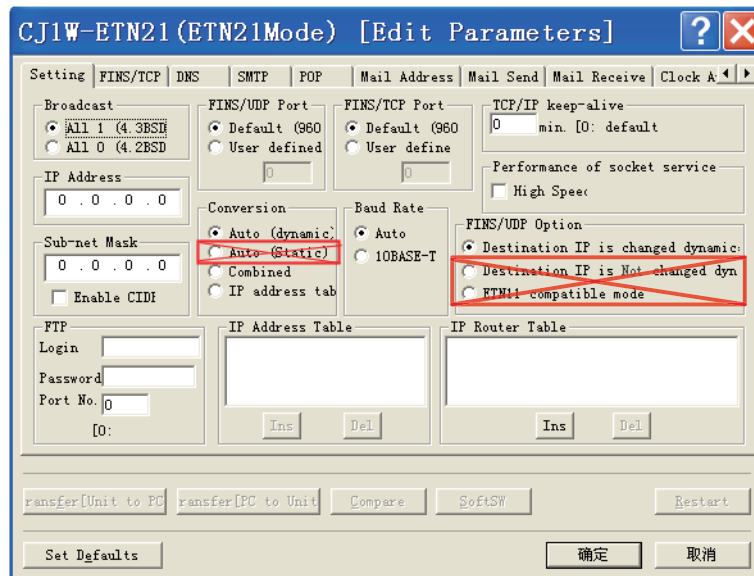 CJ1W-ETN21(ETN21Mode) [Edit Parameters]
Setting FINS/TCP DNS SMTP POP Mail Address Mail Send Mail Receive Clock A
Broadcast
All 1 (4.3BSD
All 0 (4.2BSD
IP Address
0 .0 .0 .0
Sub-net Mask
0 .0 .0 .0
Enable CIDF
FINS/UDP Port
Default (960
User defined
0
FINS/TCP Port
Default (960
User define
0
TCP/IP keep-alive
0 min. [0: default
Performance of socket service
High Speed
Conversion
Auto (dynamic)
Auto (Static)
Combined
IP address tab
Baud Rate
Auto
10BASE-T
FINS/UDP Option
Destination IP is changed dynamic
Destination IP is Not changed dyn
ETN11 compatible mode
FTP
Login
Password
Port No. 0
[0:
IP Address Table
Ins Del
IP Router Table
Ins Del
ransfer[Unit to PC ransfer[PC to Unit Compare SoftSW Restart
Set Defaults 确定 取消